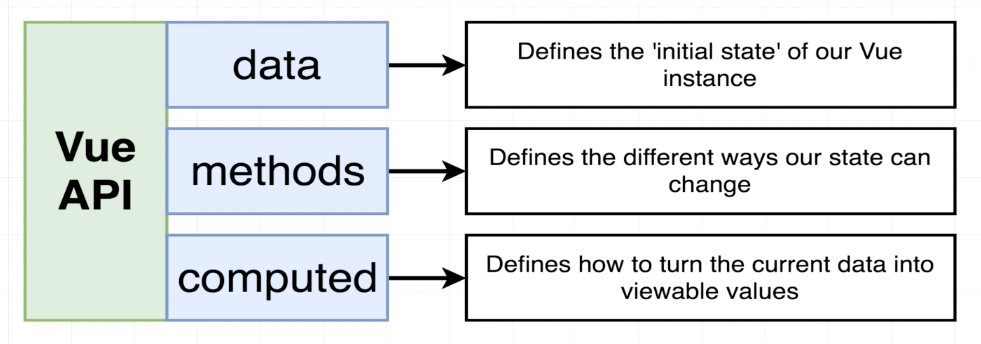 Vue
API
data
Defines the 'initial state' of our Vue
instance
methods
Defines the different ways our state can
change
computed
Defines how to turn the current data into
viewable values